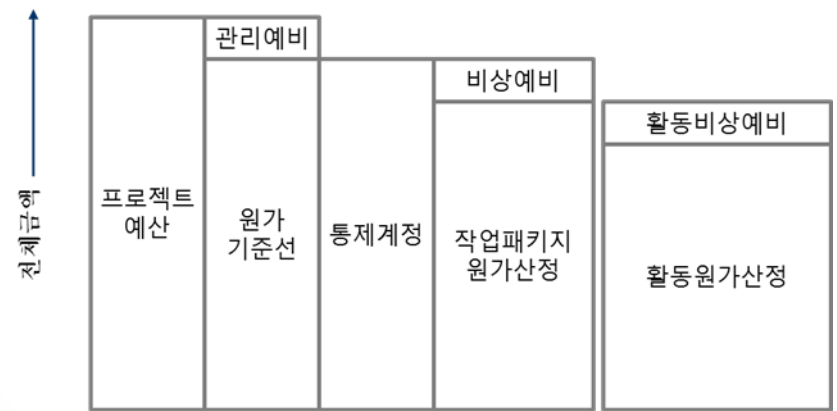 전체금액
프로젝트
예산
관리예비
원가
기준선
통제계정
비상예비
작업패키지
원가산정
활동비상예비
활동원가산정